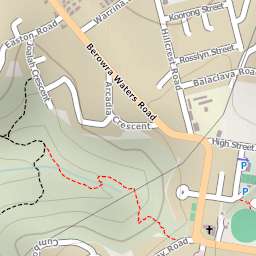 Warrina
Koorong Street
Easton Road
Hillcrest Road
Rosslyn Street
Crescent
Berowra Waters Road
Balaclava Road
Arcadia
Crescent
High Street
P
P
Road